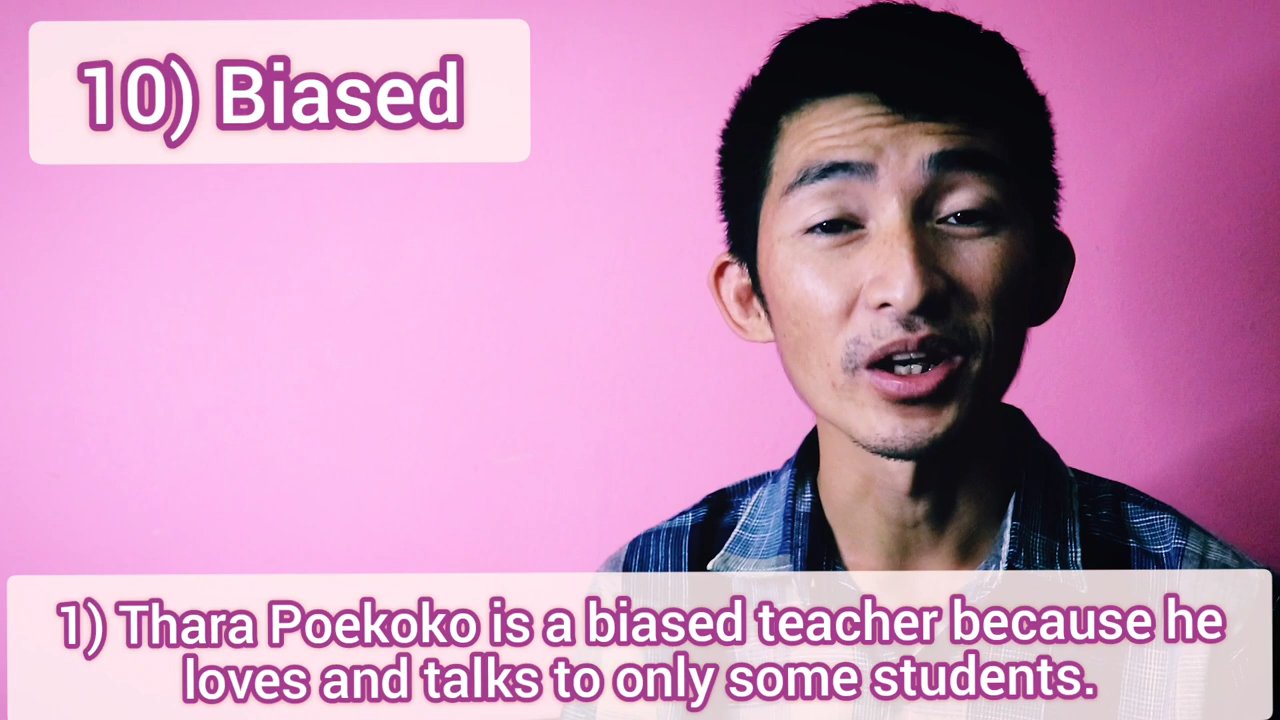 10) Biased
1) Thara Poekoko is a biased teacher because he
loves and talks to only some students.